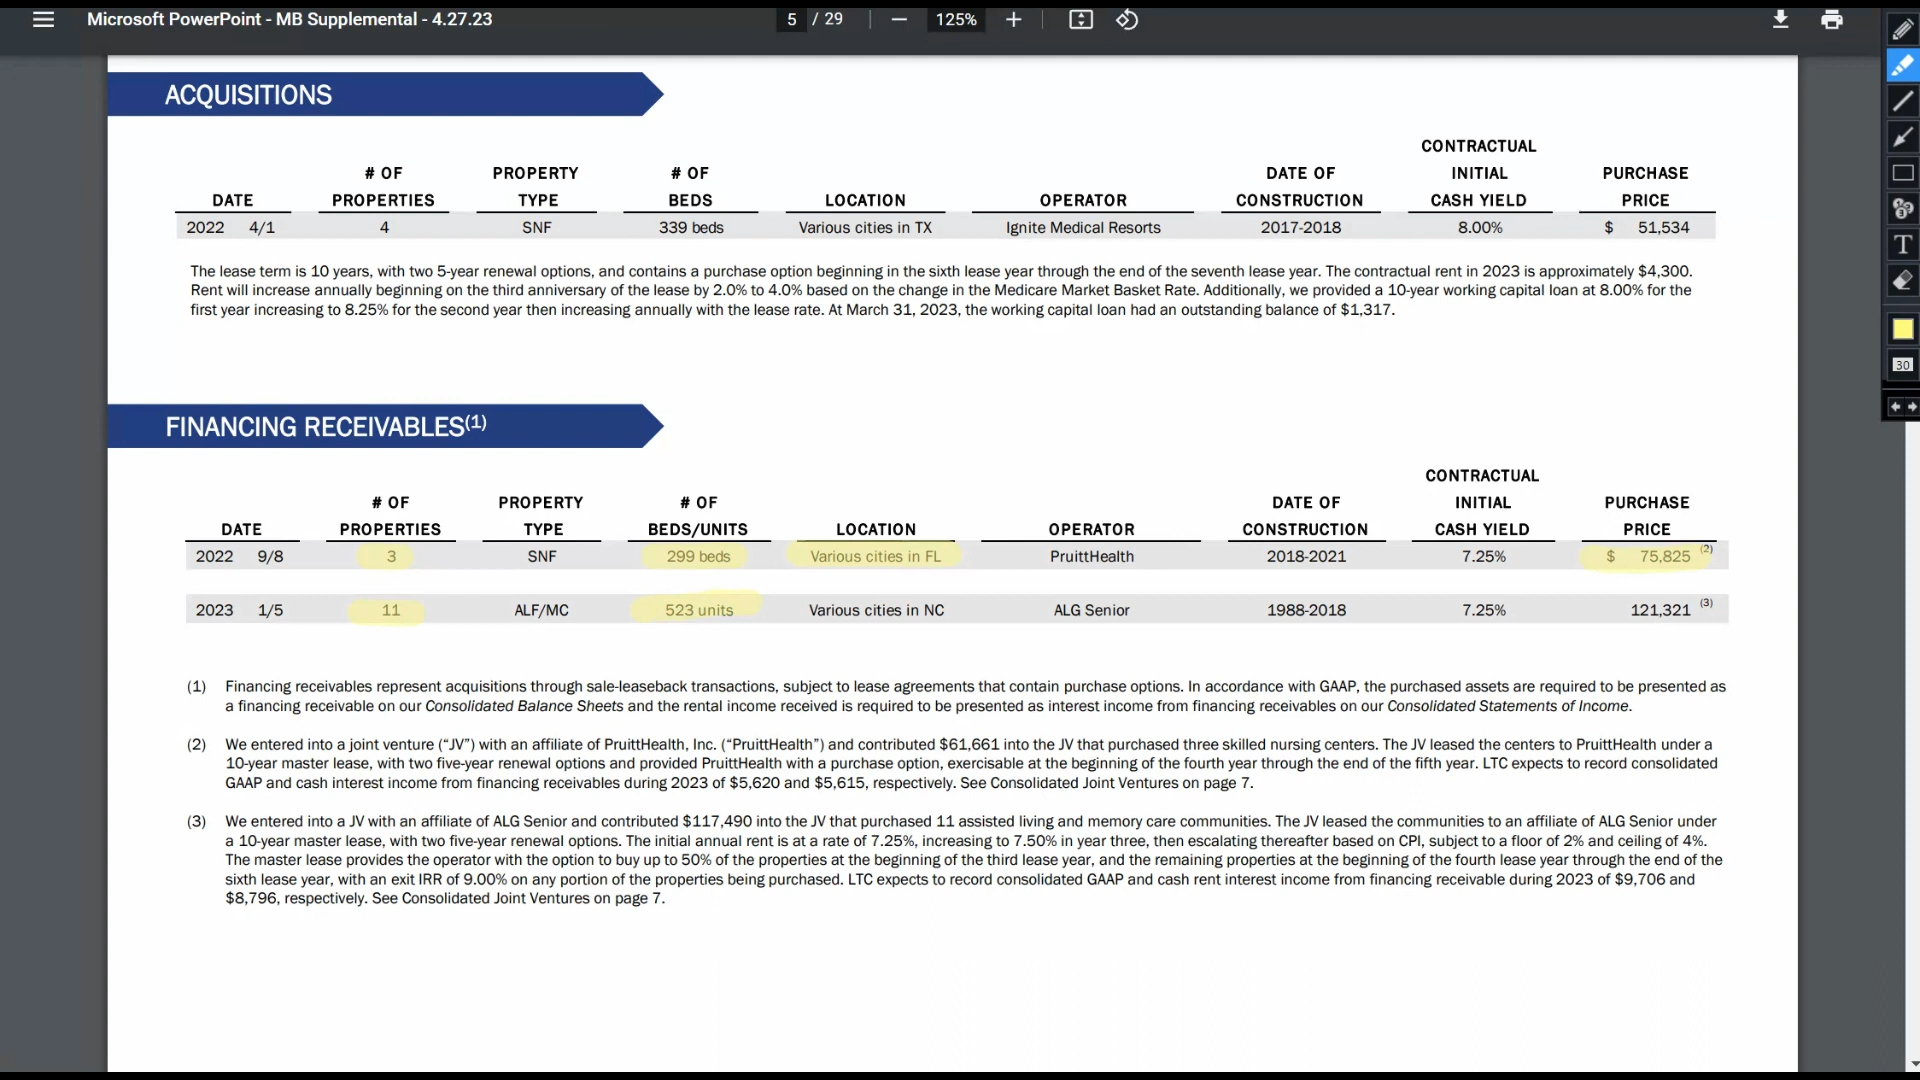 Microsoft PowerPoint - MB Supplemental - 4.27.23
5 / 29
125%
ACQUISITIONS
CONTRACTUAL
# OF PROPERTY # OF DATE OF INITIAL PURCHASE
DATE PROPERTIES TYPE BEDS LOCATION OPERATOR CONSTRUCTION CASH YIELD PRICE
2022 4/1 4 SNF 339 beds Various cities in TX Ignite Medical Resorts 2017-2018 8.00% $ 51,534
The lease term is 10 years, with two 5-year renewal options, and contains a purchase option beginning in the sixth lease year through the end of the seventh lease year. The contractual rent in 2023 is approximately $4,300.
Rent will increase annually beginning on the third anniversary of the lease by 2.0% to 4.0% based on the change in the Medicare Market Basket Rate. Additionally, we provided a 10-year working capital loan at 8.00% for the
first year increasing to 8.25% for the second year then increasing annually with the lease rate. At March 31, 2023, the working capital loan had an outstanding balance of $1,317.
FINANCING RECEIVABLES(1)
CONTRACTUAL
# OF PROPERTY # OF DATE OF INITIAL PURCHASE
DATE PROPERTIES TYPE BEDS/UNITS LOCATION OPERATOR CONSTRUCTION CASH YIELD PRICE
2022 9/8 3 SNF 299 beds Various cities in FL PruittHealth 2018-2021 7.25% $ 75,825 (2)
2023 1/5 11 ALF/MC 523 units Various cities in NC ALG Senior 1988-2018 7.25% 121,321 (3)
(1) Financing receivables represent acquisitions through sale-leaseback transactions, subject to lease agreements that contain purchase options. In accordance with GAAP, the purchased assets are required to be presented as
a financing receivable on our Consolidated Balance Sheets and the rental income received is required to be presented as interest income from financing receivables on our Consolidated Statements of Income.
(2) We entered into a joint venture (“JV”) with an affiliate of PruittHealth, Inc. (“PruittHealth”) and contributed $61,661 into the JV that purchased three skilled nursing centers. The JV leased the centers to PruittHealth under a
10-year master lease, with two five-year renewal options and provided PruittHealth with a purchase option, exercisable at the beginning of the fourth year through the end of the fifth year. LTC expects to record consolidated
GAAP and cash interest income from financing receivables during 2023 of $5,620 and $5,615, respectively. See Consolidated Joint Ventures on page 7.
(3) We entered into a JV with an affiliate of ALG Senior and contributed $117,490 into the JV that purchased 11 assisted living and memory care communities. The JV leased the communities to an affiliate of ALG Senior under
a 10-year master lease, with two five-year renewal options. The initial annual rent is at a rate of 7.25%, increasing to 7.50% in year three, then escalating thereafter based on CPI, subject to a floor of 2% and ceiling of 4%.
The master lease provides the operator with the option to buy up to 50% of the properties at the beginning of the third lease year, and the remaining properties at the beginning of the fourth lease year through the end of the
sixth lease year, with an exit IRR of 9.00% on any portion of the properties being purchased. LTC expects to record consolidated GAAP and cash rent interest income from financing receivable during 2023 of $9,706 and
$8,796, respectively. See Consolidated Joint Ventures on page 7.
T
30